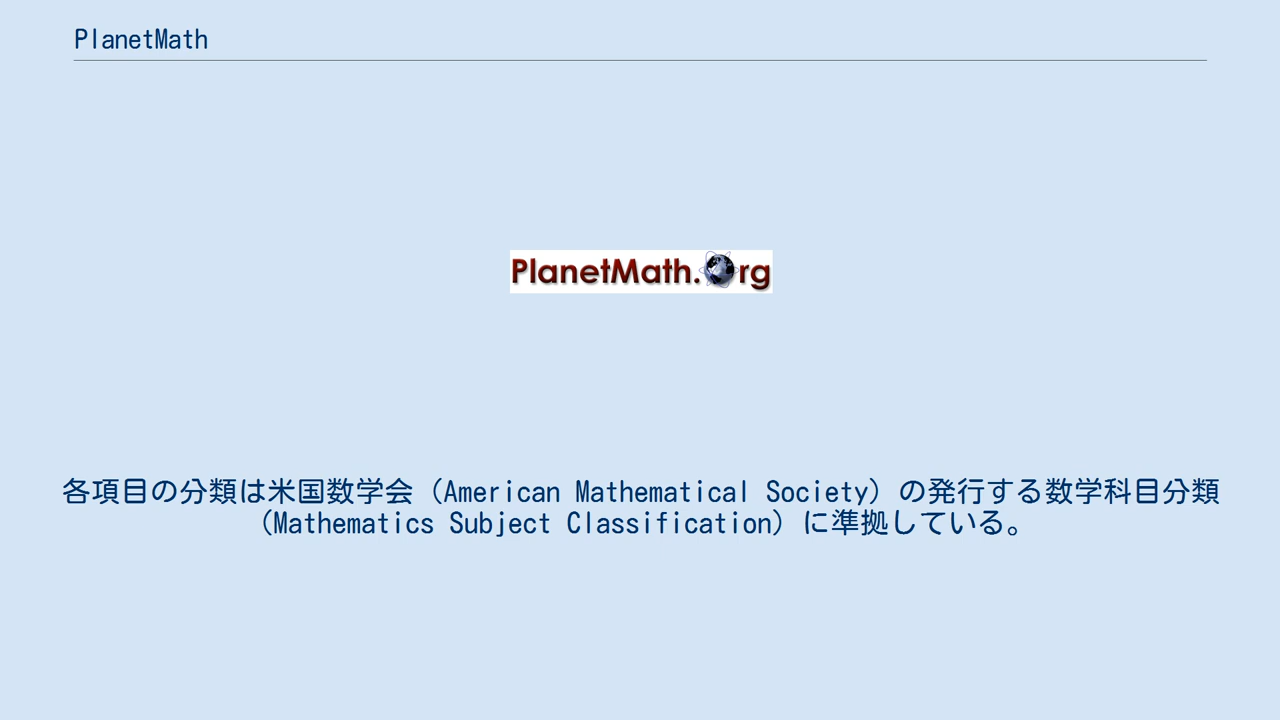 PlanetMath
PlanetMath.Org
各項目の分類は米国数学会（American Mathematical Society）の発行する数学科目分類
（Mathematics Subject Classification）に準拠している。